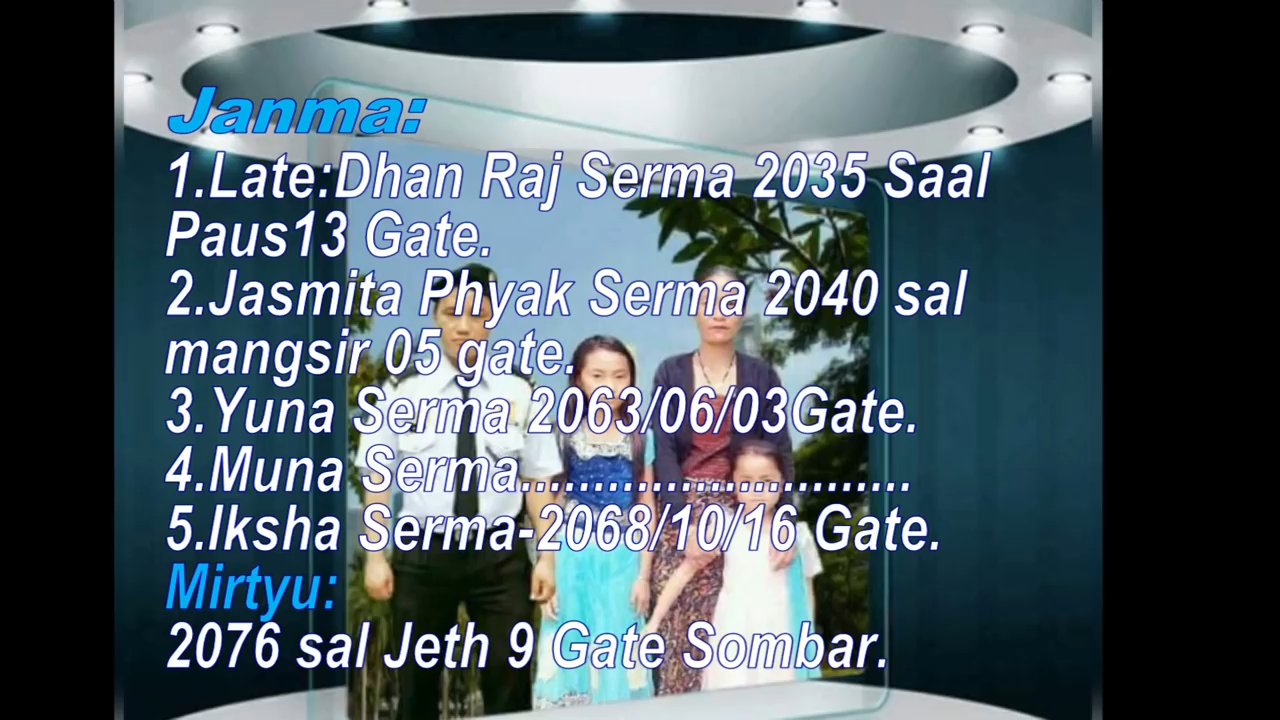 Janma:
1.Late:Dhan Raj Serma 2035 Saal
Paus13 Gate.
2.Jasmita Phyak Serma 2040 sal
mangsir 05 gate.
3.Yuna Serma 2063/06/03Gate.
4.Muna Serma...........................
5.Iksha Serma-2068/10/16 Gate.
Mirtyu:
2076 sal Jeth 9 Gate Sombar.